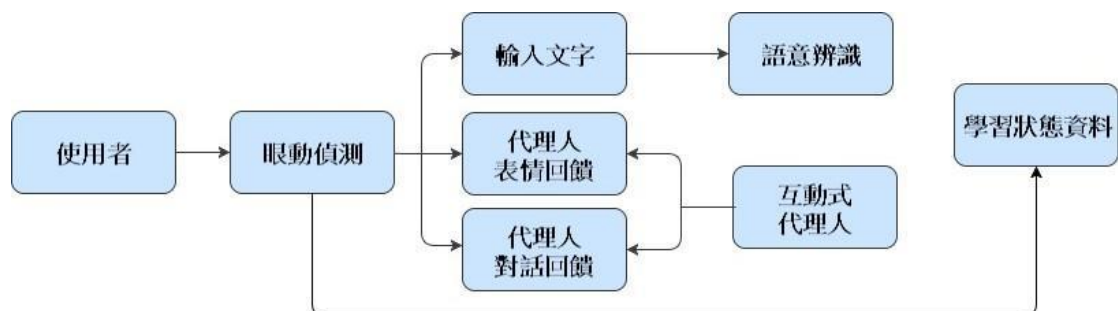 輸入文字
語意辨識
使用者
眼動偵測
代理人
表情回饋
學習狀態資料
互動式
代理人
代理人
對話回饋